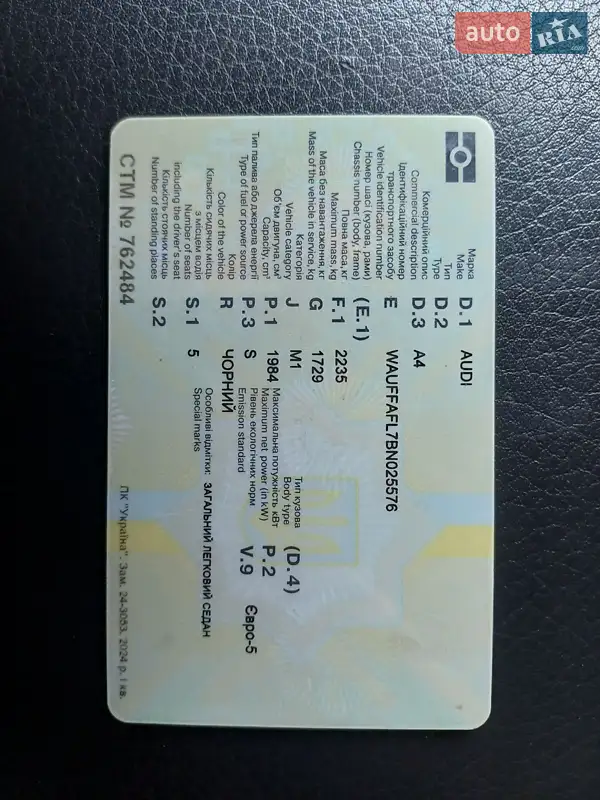 auto RIA
Марка
Make D.1 AUDI
Тип
Type D.2
Комерційний опис
Commercial description D.3 A4
Ідентифікаційний номер
транспортного засобу
Vehicle identification number E WAUFFAFL7BN025576
Номер шасі (кузова, рами)
Chassis number (body, frame) (E.1)
Повна маса, кг
Maximum mass, kg F.1 2235
Маса без навантаження, кг
Mass of the vehicle in service, kg G 1729
Категорія
Vehicle category J M1
Тип кузова
Body type (D.4)
Об'єм двигуна, см³
Capacity, cm³ P.1 1984
Максимальна потужність кВт
Maximum net power (in kW) P.2
Тип палива або джерела енергії
Type of fuel or power source P.3 S
Рівень екологічних норм
Emission standard V.9 Євро-5
Колір
Color of the vehicle R ЧОРНИЙ
Кількість сидячих місць
з місцем водія
Number of seats
including the driver's seat S.1 5
Особливі відмітки: ЗАГАЛЬНИЙ ЛЕГКОВИЙ СЕДАН
Special marks
Кількість стоячих місць
Number of standing places S.2
СТМ № 762484
ПК "Україна". Зам. 24-3053. 2024 р. І кв.